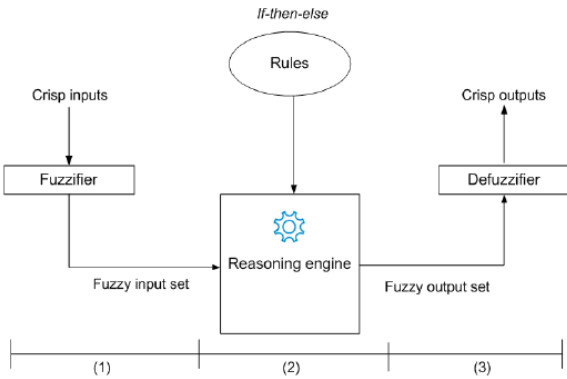 If-then-else
Rules
Crisp inputs
Crisp outputs
Fuzzifier
Defuzzifier
Reasoning engine
Fuzzy input set
Fuzzy output set
(1)
(2)
(3)